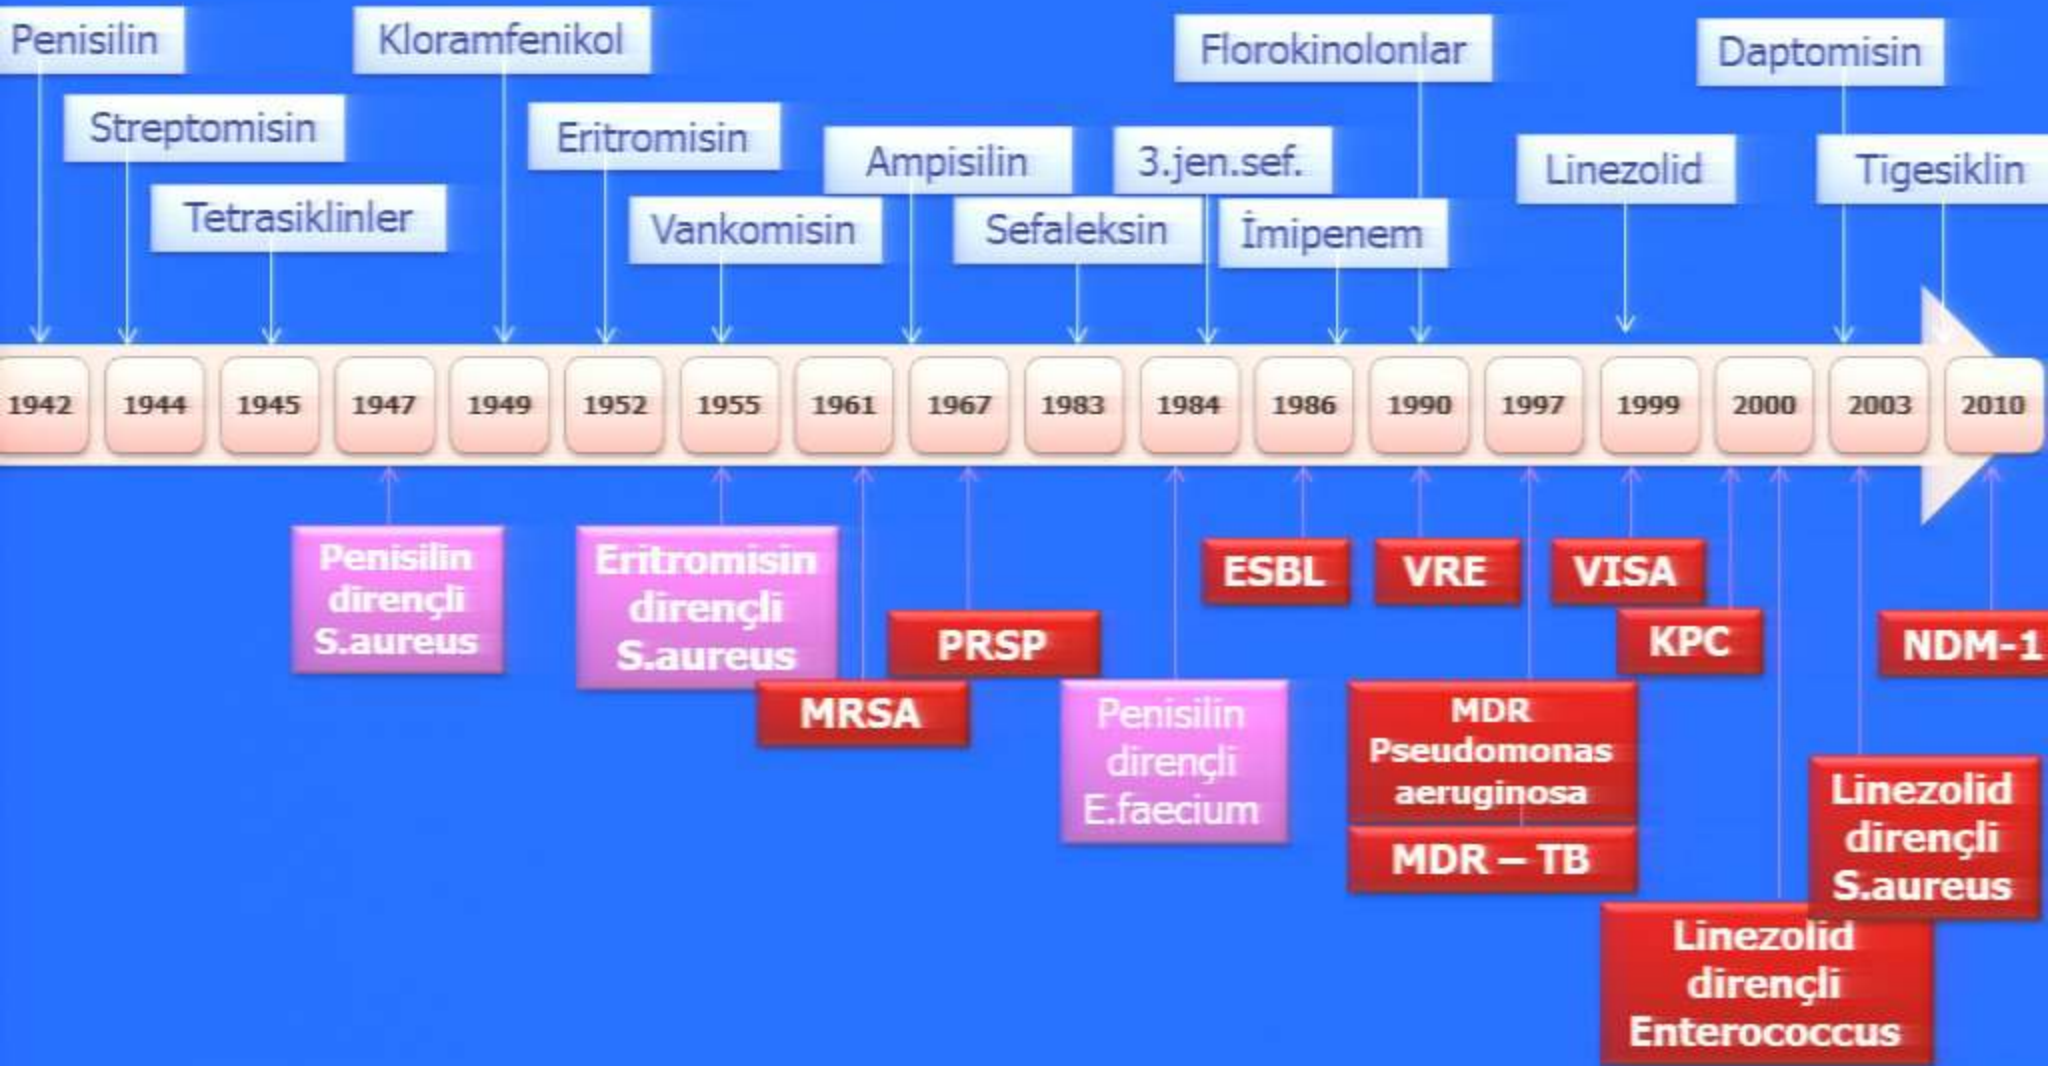 Penisilin
Kloramfenikol
Florokinolonlar
Daptomisin
Streptomisin
Eritromisin
Ampisilin
3.jen.sef.
Linezolid
Tigesiklin
Tetrasiklinler
Vankomisin
Sefaleksin
İmipenem
1942 1944 1945 1947 1949 1952 1955 1961 1967 1983 1984 1986 1990 1997 1999 2000 2003 2010
Penisilin
dirençli
S.aureus
Eritromisin
dirençli
S.aureus
ESBL
VRE
VISA
PRSP
KPC
NDM-1
MRSA
Penisilin
dirençli
E.faecium
MDR
Pseudomonas
aeruginosa
MDR – TB
Linezolid
dirençli
S.aureus
Linezolid
dirençli
Enterococcus